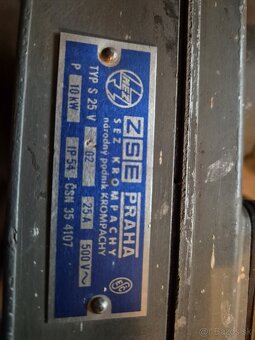 SEZ
ZSE PRAHA
SEZ KROMPACHY
národný podnik KROMPACHY
TYP S 25 V 02 25 A 500 V ~
P 10 kW IP 54 ČSN 35 4107